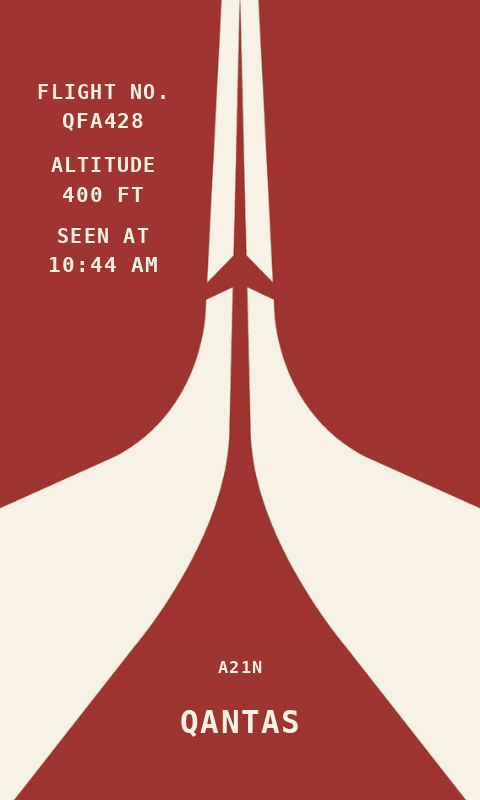 FLIGHT NO.
QFA428
ALTITUDE
400 FT
SEEN AT
10:44 AM
A21N
QANTAS